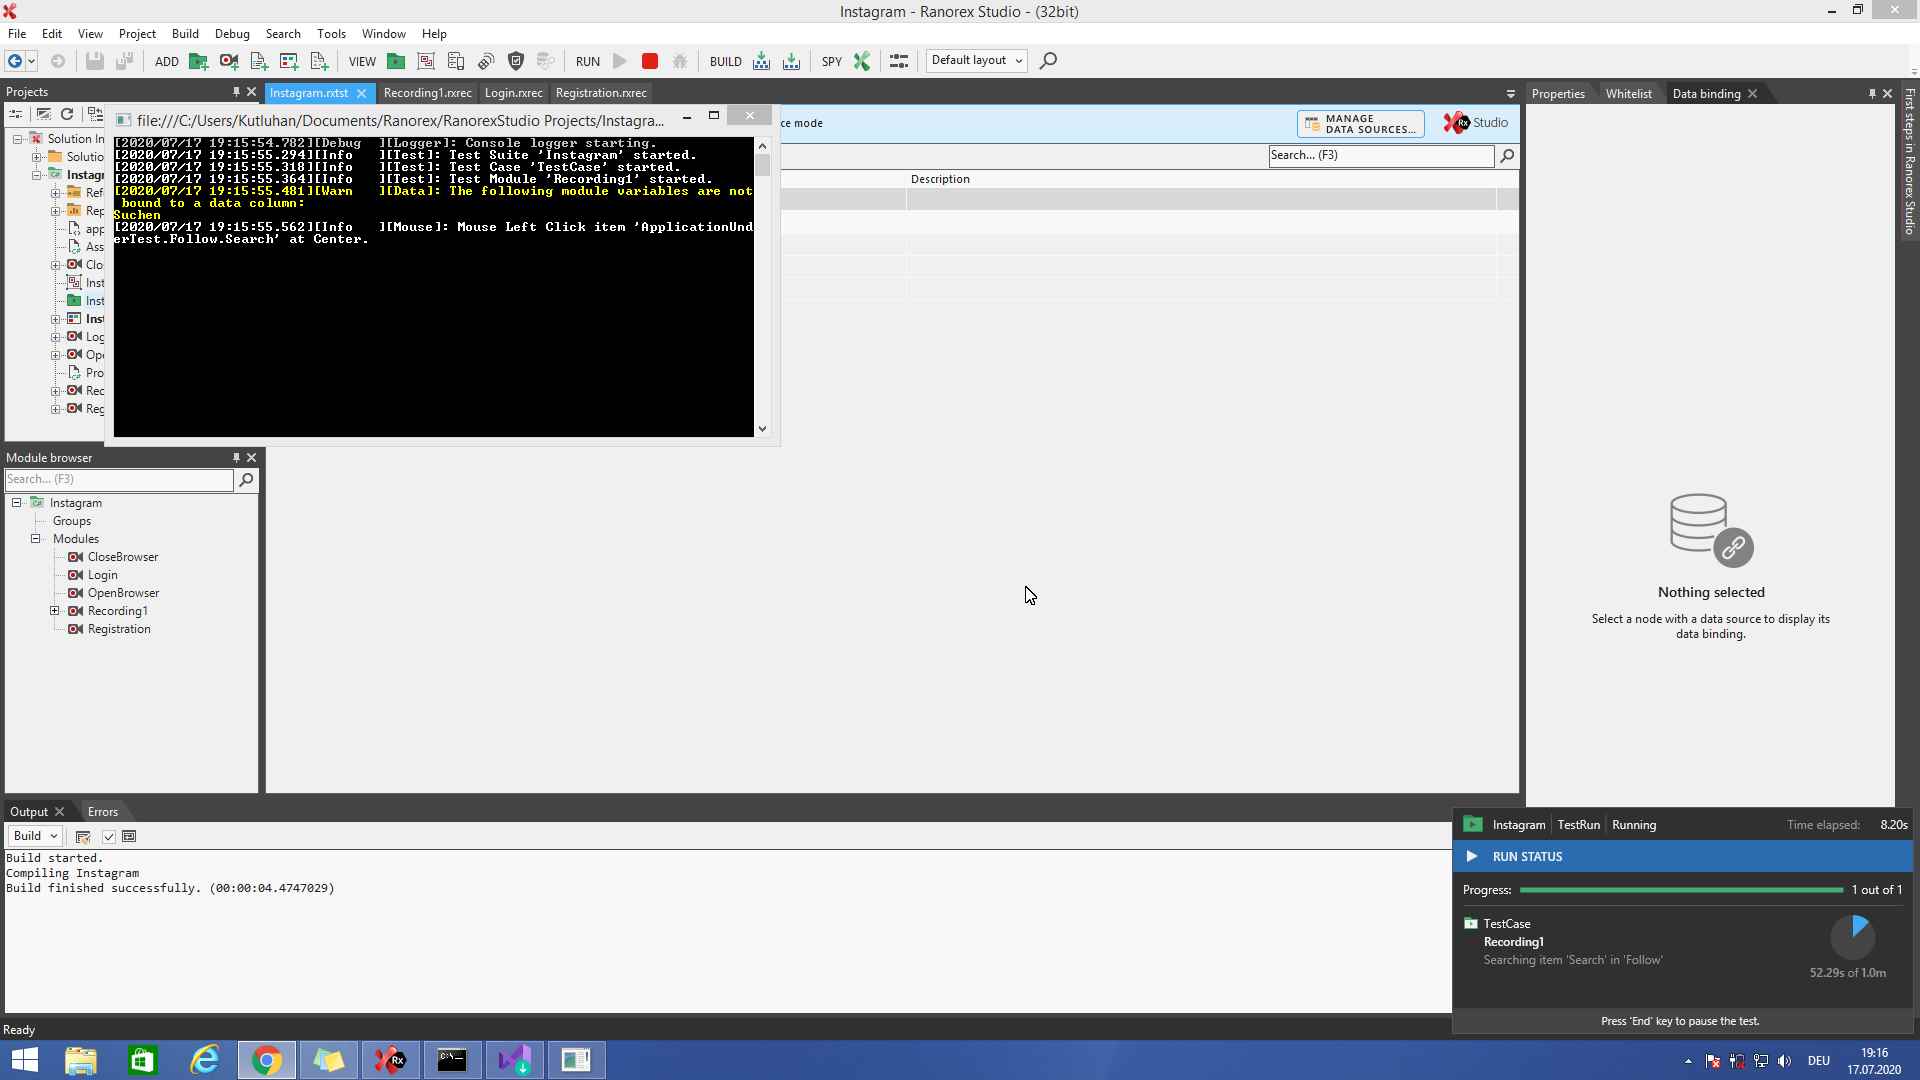 Instagram - Ranorex Studio - (32bit)
File Edit View Project Build Debug Search Tools Window Help
ADD VIEW RUN BUILD SPY Default layout
Projects
Instagram.rxtst Recording1.rxrec Login.rxrec Registration.rxrec
Properties Whitelist Data binding
First steps in Ranorex Studio
Solution In
Solutio
Instagr
Refe
Rep
app
Ass
Clo
Inst
Inst
Ins
Log
Ope
Pro
Rec
Reg
file:///C:/Users/Kutluhan/Documents/Ranorex/RanorexStudio Projects/Instagra...
[2020/07/17 19:15:54.782][Debug ][Logger]: Console logger starting.
[2020/07/17 19:15:55.294][Info ][Test]: Test Suite 'Instagram' started.
[2020/07/17 19:15:55.318][Info ][Test]: Test Case 'TestCase' started.
[2020/07/17 19:15:55.364][Info ][Test]: Test Module 'Recording1' started.
[2020/07/17 19:15:55.481][Warn ][Data]: The following module variables are not
bound to a data column:
Suchen
[2020/07/17 19:15:55.562][Info ][Mouse]: Mouse Left Click item 'ApplicationUnd
erTest.Follow.Search' at Center.
ce mode
MANAGE
DATA SOURCES...
Rx Studio
Search... (F3)
Description
Module browser
Search... (F3)
Instagram
Groups
Modules
CloseBrowser
Login
OpenBrowser
Recording1
Registration
Nothing selected
Select a node with a data source to display its
data binding.
Output Errors
Build
Build started.
Compiling Instagram
Build finished successfully. (00:00:04.4747029)
Instagram TestRun Running Time elapsed: 8.20s
RUN STATUS
Progress: 1 out of 1
TestCase
Recording1
Searching item 'Search' in 'Follow'
52.29s of 1.0m
Press 'End' key to pause the test.
Ready
Rx
C:\
DEU
19:16
17.07.2020